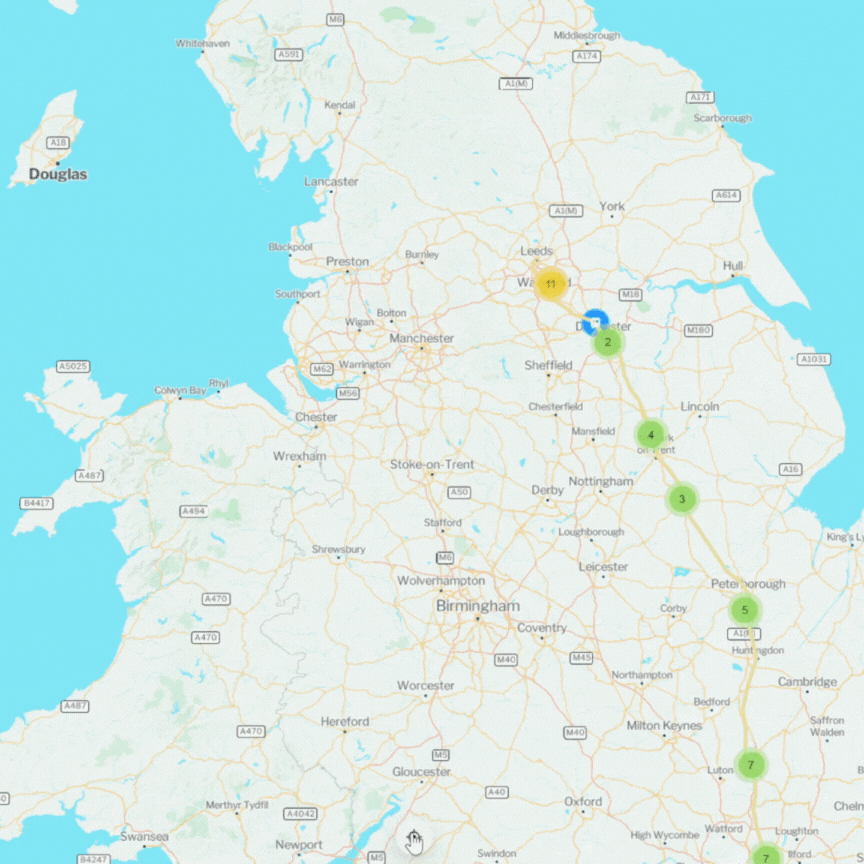 M6
Middlesbrough
Whitehaven
A591
A174
A1(M)
A171
Kendal
Scarborough
A18
Douglas
Lancaster
A614
A1(M)
York
Blackpool
Leeds
Burnley
Preston
Hull
11
M18
Southport
Bolton
Wigan
Manchester
M180
2
A1031
Sheffield
A5025
M62
Warrington
Colwyn Bay
Rhyl
M56
Chester
Chesterfield
Lincoln
Mansfield
4
on Trent
Wrexham
Stoke-on-Trent
A16
A487
Nottingham
Derby
A50
3
B4417
A494
Stafford
Loughborough
King's Ly
Shrewsbury
M6
Leicester
Wolverhampton
Peterborough
A470
Birmingham
Corby
5
Coventry
A470
Huntingdon
M40
M45
Northampton
Cambridge
Worcester
A487
Bedford
Hereford
Milton Keynes
Saffron
Walden
A470
M40
M5
7
Gloucester
Luton
A40
Oxford
Merthyr Tydfil
A4042
Chelm
Swansea
High Wycombe
Watford
Loughton
Newport
B4247
M5
Swindon
7
Ilford